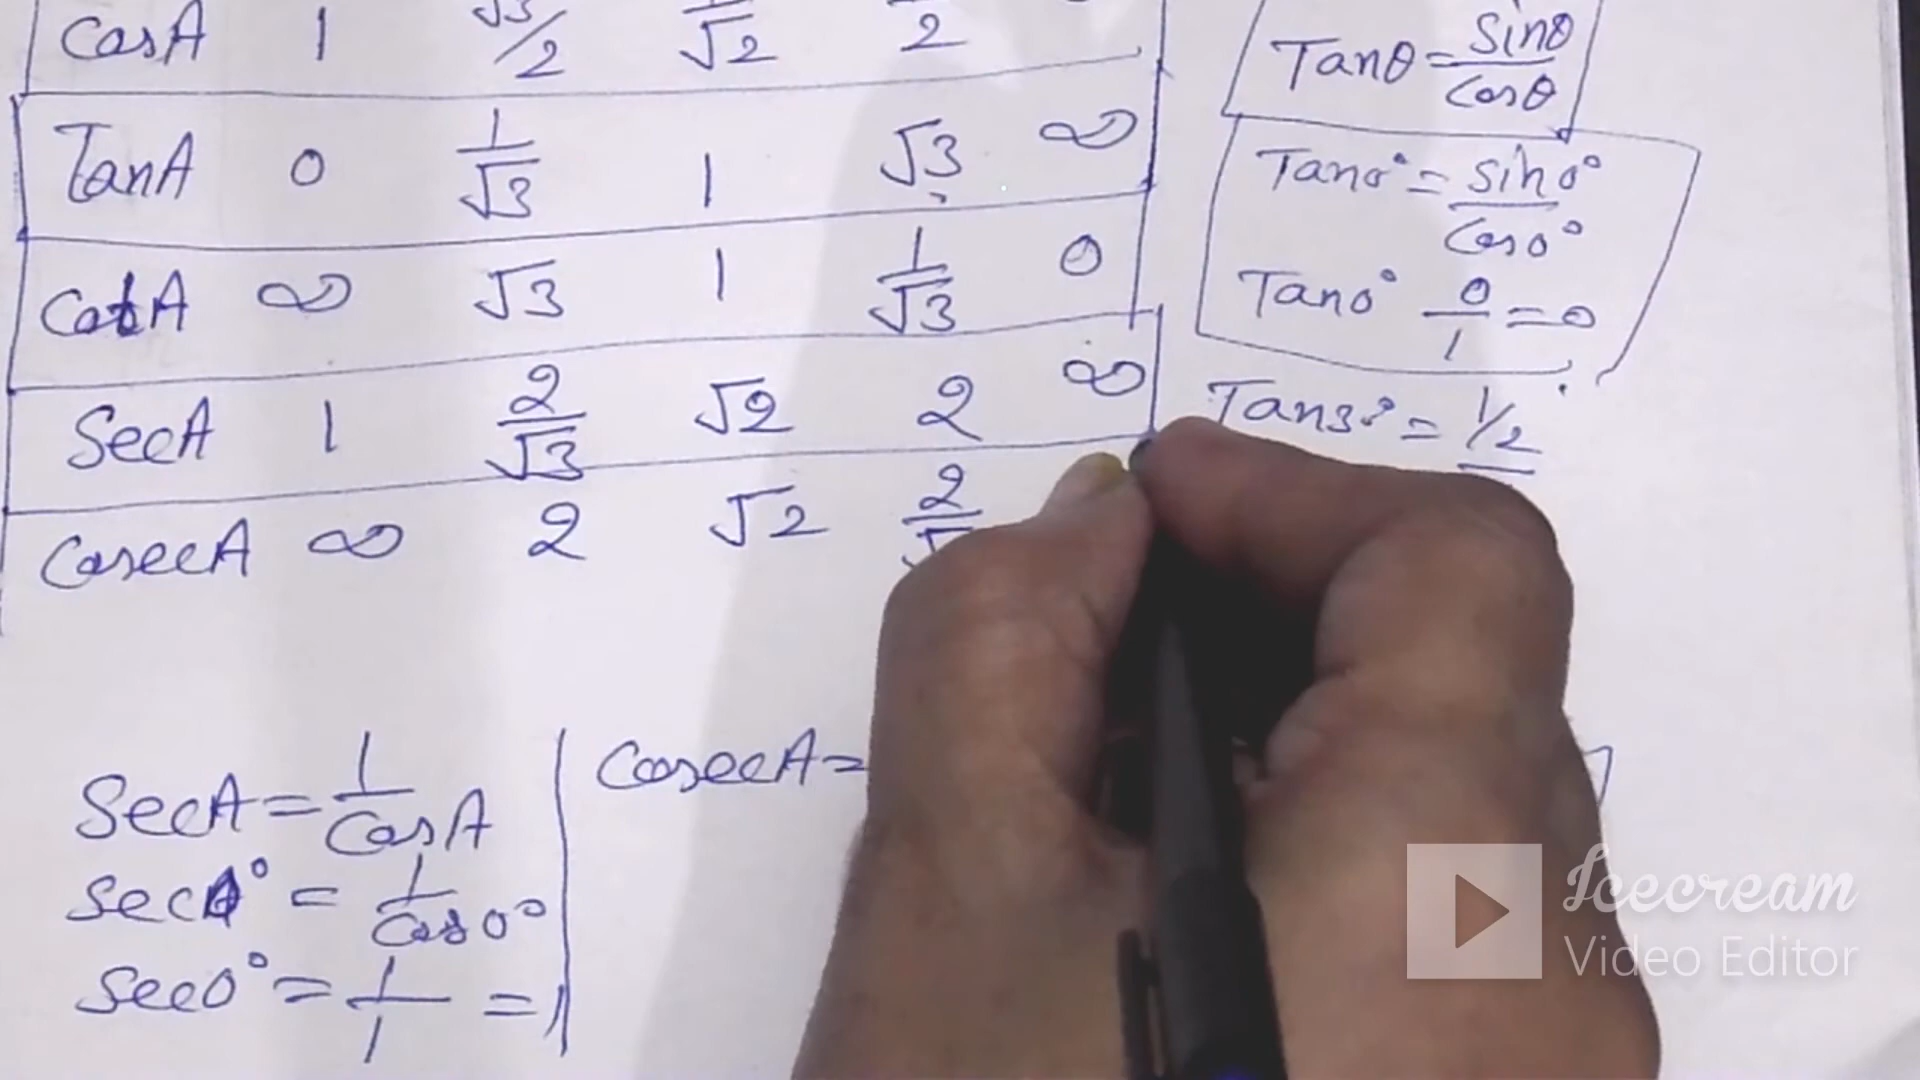 CosA 1 √3/2 1/√2 1/2
TanA 0 1/√3 1 √3 ∞
CotA ∞ √3 1 1/√3 0
SecA 1 2/√3 √2 2 ∞
CosecA ∞ 2 √2 2/√
Tanθ = Sinθ/Cosθ
Tan0° = Sin0°/Cos0°
Tan0° 0/1 = 0
Tan30° = 1/2
SecA = 1/CosA
Sec0° = 1/Cos0°
Sec0° = 1/1 = 1
CosecA =
Icecream
Video Editor